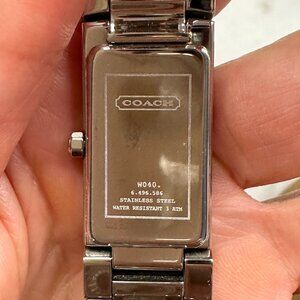 COACH
W040.
6.496.586
STAINLESS STEEL
WATER RESISTANT 3 ATM